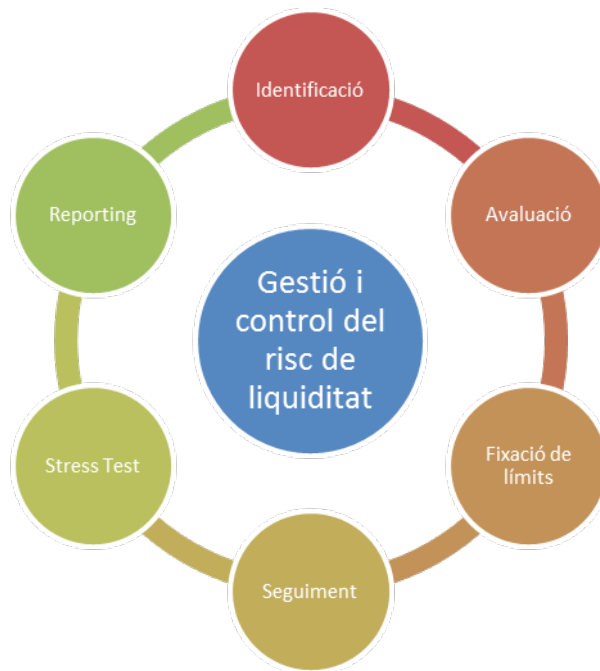 Identificació
Avaluació
Fixació de
límits
Seguiment
Stress Test
Reporting
Gestió i
control del
risc de
liquiditat